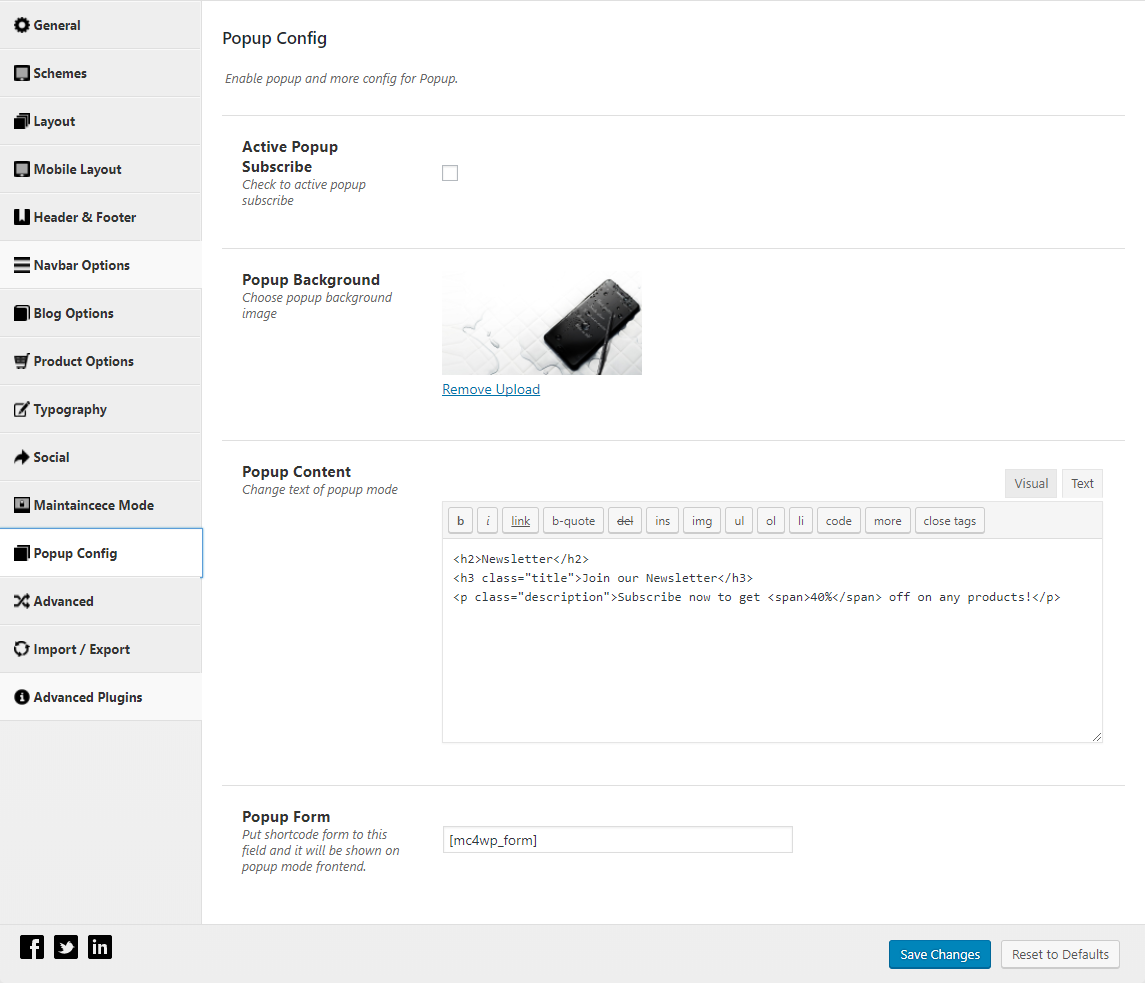 General
Schemes
Layout
Mobile Layout
Header & Footer
Navbar Options
Blog Options
Product Options
Typography
Social
Maintaincece Mode
Popup Config
Advanced
Import / Export
Advanced Plugins
Popup Config
Enable popup and more config for Popup.
Active Popup
Subscribe
Check to active popup
subscribe
Popup Background
Choose popup background
image
Remove Upload
Popup Content
Change text of popup mode
Visual Text
b i link b-quote del ins img ul ol li code more close tags
<h2>Newsletter</h2>
<h3 class="title">Join our Newsletter</h3>
<p class="description">Subscribe now to get <span>40%</span> off on any products!</p>
Popup Form
Put shortcode form to this
field and it will be shown on
popup mode frontend.
[mc4wp_form]
Save Changes Reset to Defaults